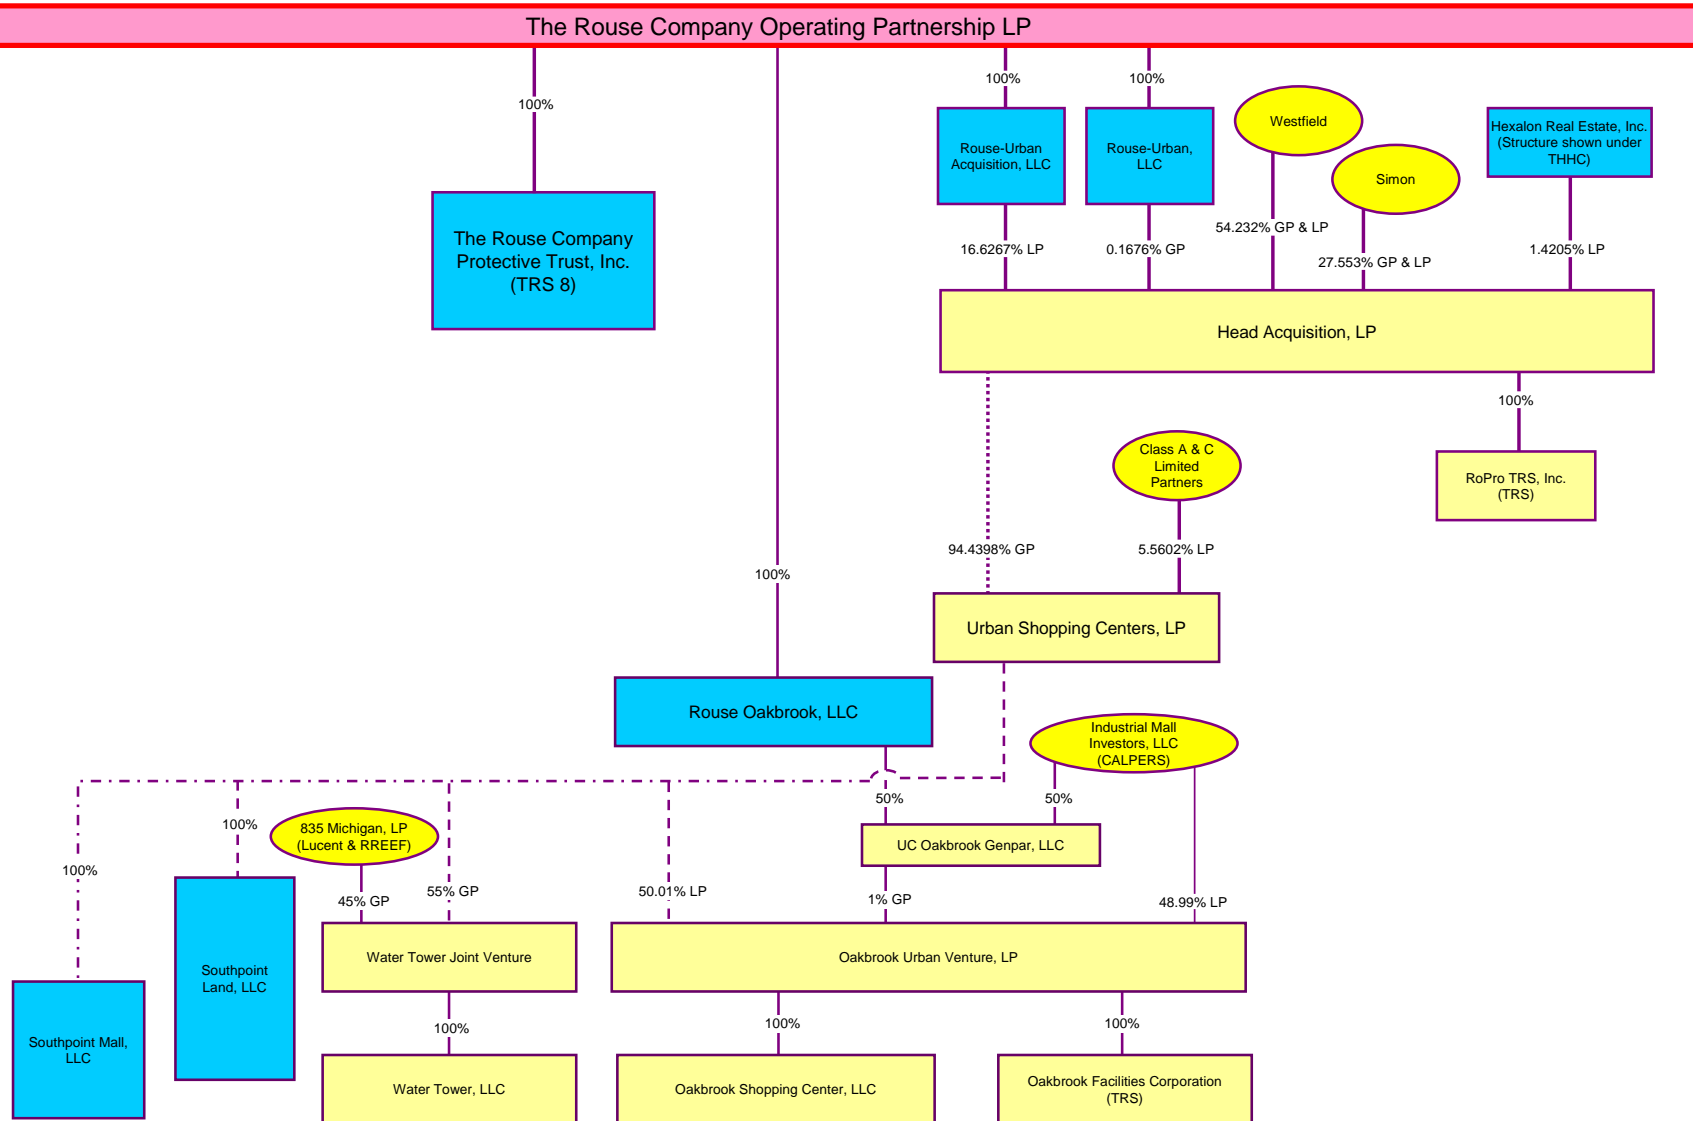 The Rouse Company Operating Partnership LP
100%
100%
100%
Westfield
Hexalon Real Estate, Inc.
(Structure shown under
THHC)
Rouse-Urban
Acquisition, LLC
Rouse-Urban,
LLC
Simon
The Rouse Company
Protective Trust, Inc.
(TRS 8)
16.6267% LP
0.1676% GP
54.232% GP & LP
27.553% GP & LP
1.4205% LP
Head Acquisition, LP
100%
Class A & C
Limited
Partners
RoPro TRS, Inc.
(TRS)
94.4398% GP
5.5602% LP
100%
Urban Shopping Centers, LP
Rouse Oakbrook, LLC
Industrial Mall
Investors, LLC
(CALPERS)
50%
50%
100%
835 Michigan, LP
(Lucent & RREEF)
UC Oakbrook Genpar, LLC
100%
45% GP
55% GP
50.01% LP
1% GP
48.99% LP
Southpoint
Land, LLC
Water Tower Joint Venture
Oakbrook Urban Venture, LP
Southpoint Mall,
LLC
100%
100%
100%
Water Tower, LLC
Oakbrook Shopping Center, LLC
Oakbrook Facilities Corporation
(TRS)